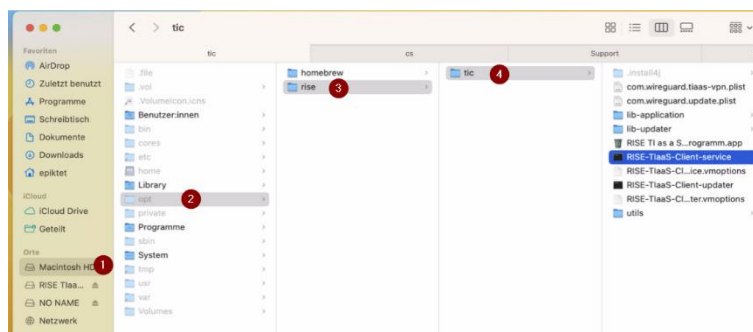 tic
Favoriten
AirDrop
Zuletzt benutzt
Programme
Schreibtisch
Dokumente
Downloads
epiktet
iCloud
iCloud Drive
Geteilt
Orte
Macintosh HD
1
RISE Tlaa...
NO NAME
Netzwerk
tic
cs
Support
.file
.vol
.VolumeIcon.icns
Benutzer:innen
bin
cores
etc
home
Library
opt
2
private
Programme
sbin
System
tmp
usr
var
Volumes
homebrew
rise
3
tic
4
.install4j
com.wireguard.tiaas-vpn.plist
com.wireguard.update.plist
lib-application
lib-updater
RISE TI as a S...rogramm.app
RISE-TIaaS-Client-service
RISE-TIaaS-Cl...ice.vmoptions
RISE-TIaaS-Client-updater
RISE-TIaaS-Cl...ter.vmoptions
utils